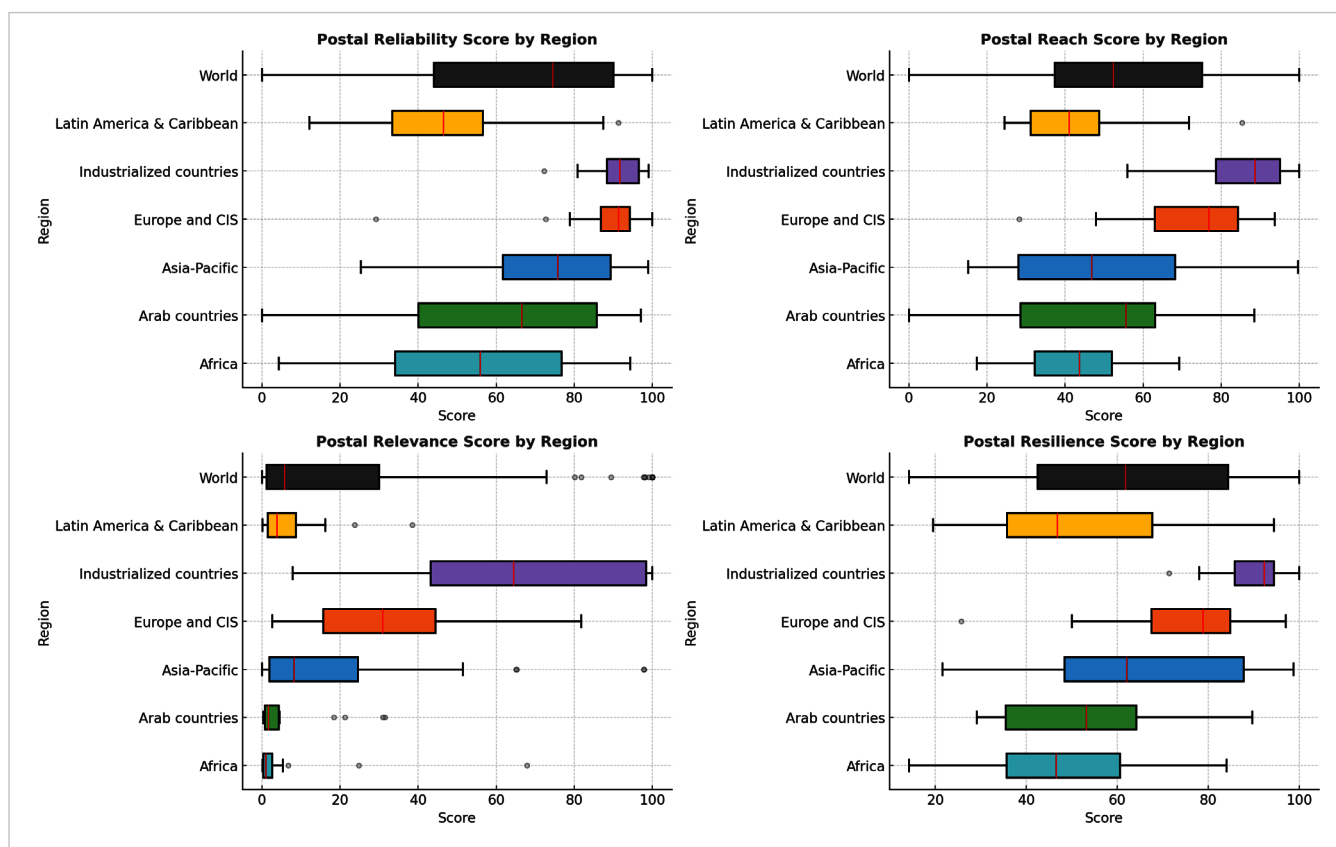 Postal Reliability Score by Region
World
Latin America & Caribbean
Industrialized countries
Europe and CIS
Asia-Pacific
Arab countries
Africa
Region
0 20 40 60 80 100
Score
Postal Reach Score by Region
World
Latin America & Caribbean
Industrialized countries
Europe and CIS
Asia-Pacific
Arab countries
Africa
Region
0 20 40 60 80 100
Score
Postal Relevance Score by Region
World
Latin America & Caribbean
Industrialized countries
Europe and CIS
Asia-Pacific
Arab countries
Africa
Region
0 20 40 60 80 100
Score
Postal Resilience Score by Region
World
Latin America & Caribbean
Industrialized countries
Europe and CIS
Asia-Pacific
Arab countries
Africa
Region
20 40 60 80 100
Score